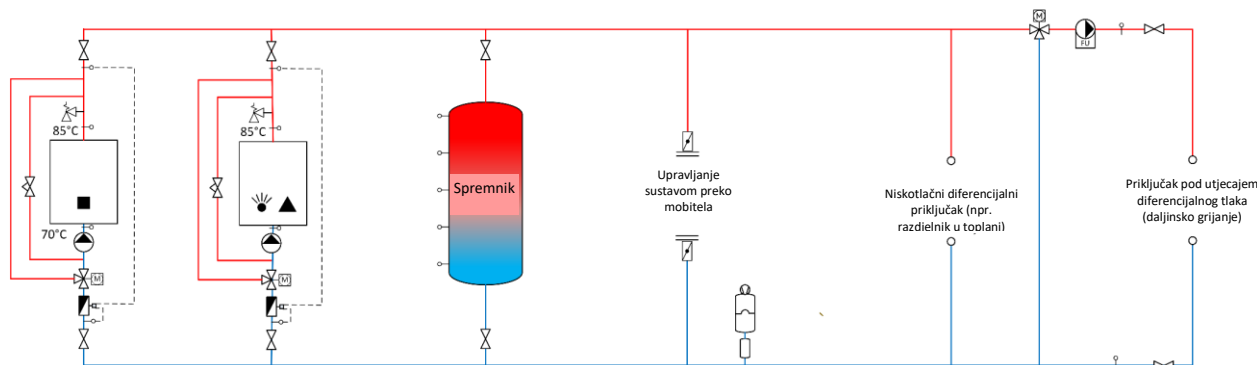 M
FU
85°C
85°C
70°C
M
M
Spremnik
Upravljanje
sustavom preko
mobitela
Niskotlačni diferencijalni
priključak (npr.
razdielnik u toplani)
Priključak pod utjecajem
diferencijalnog tlaka
(daljinsko grijanje)